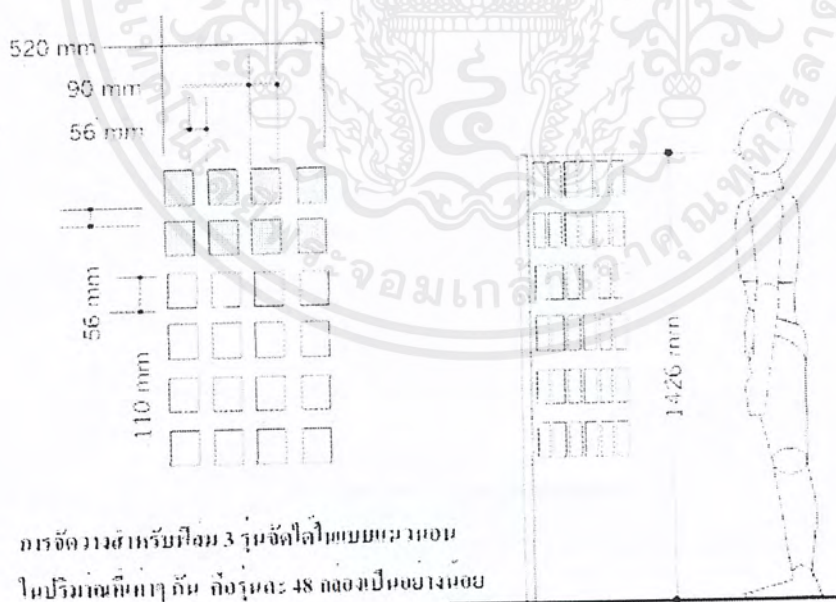 520 mm
90 mm
56 mm
56 mm
110 mm
1426 mm
การจัดวางสำหรับฟิล์ม 3 รุ่นจัดได้ในแบบแนวนอน
ในปริมาณที่เท่าๆ กัน คือรุ่นละ 48 กล่องเป็นอย่างน้อย